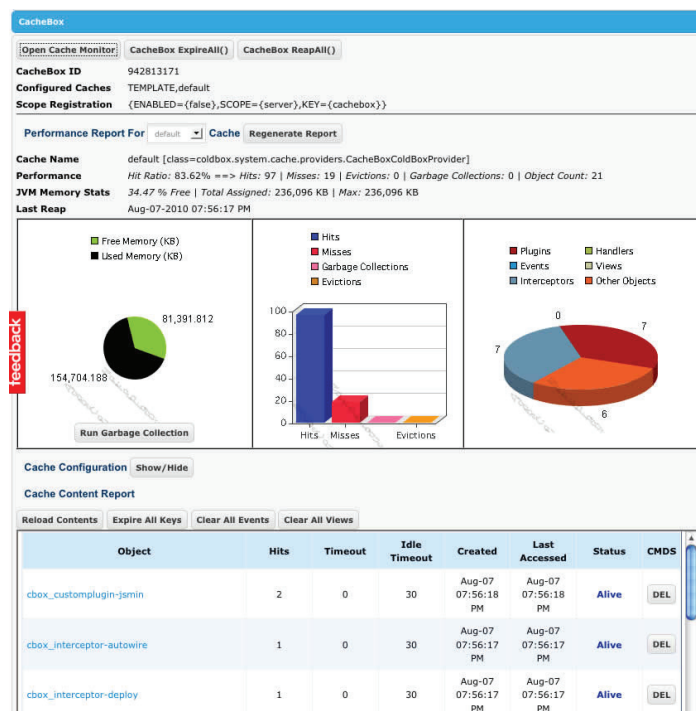 CacheBox
Open Cache Monitor CacheBox ExpireAll() CacheBox ReapAll()
CacheBox ID 942813171
Configured Caches TEMPLATE,default
Scope Registration {ENABLED={false},SCOPE={server},KEY={cachebox}}
Performance Report For default Cache Regenerate Report
Cache Name default [class=coldbox.system.cache.providers.CacheBoxColdBoxProvider]
Performance Hit Ratio: 83.62% ==> Hits: 97 | Misses: 19 | Evictions: 0 | Garbage Collections: 0 | Object Count: 21
JVM Memory Stats 34.47 % Free | Total Assigned: 236,096 KB | Max: 236,096 KB
Last Reap Aug-07-2010 07:56:17 PM
Free Memory (KB)
Used Memory (KB)
81,391.812
154,704.188
Run Garbage Collection
Hits
Misses
Garbage Collections
Evictions
100
80
60
40
20
0
Hits Misses Evictions
Plugins Handlers
Events Views
Interceptors Other Objects
0
7
7
6
feedback
Cache Configuration Show/Hide
Cache Content Report
Reload Contents Expire All Keys Clear All Events Clear All Views
Object Hits Timeout Idle Timeout Created Last Accessed Status CMDS
cbox_customplugin-jsmin 2 0 30 Aug-07 07:56:18 PM Aug-07 07:56:18 PM Alive DEL
cbox_interceptor-autowire 1 0 30 Aug-07 07:56:17 PM Aug-07 07:56:17 PM Alive DEL
cbox_interceptor-deploy 1 0 30 Aug-07 07:56:17 PM Aug-07 07:56:17 PM Alive DEL